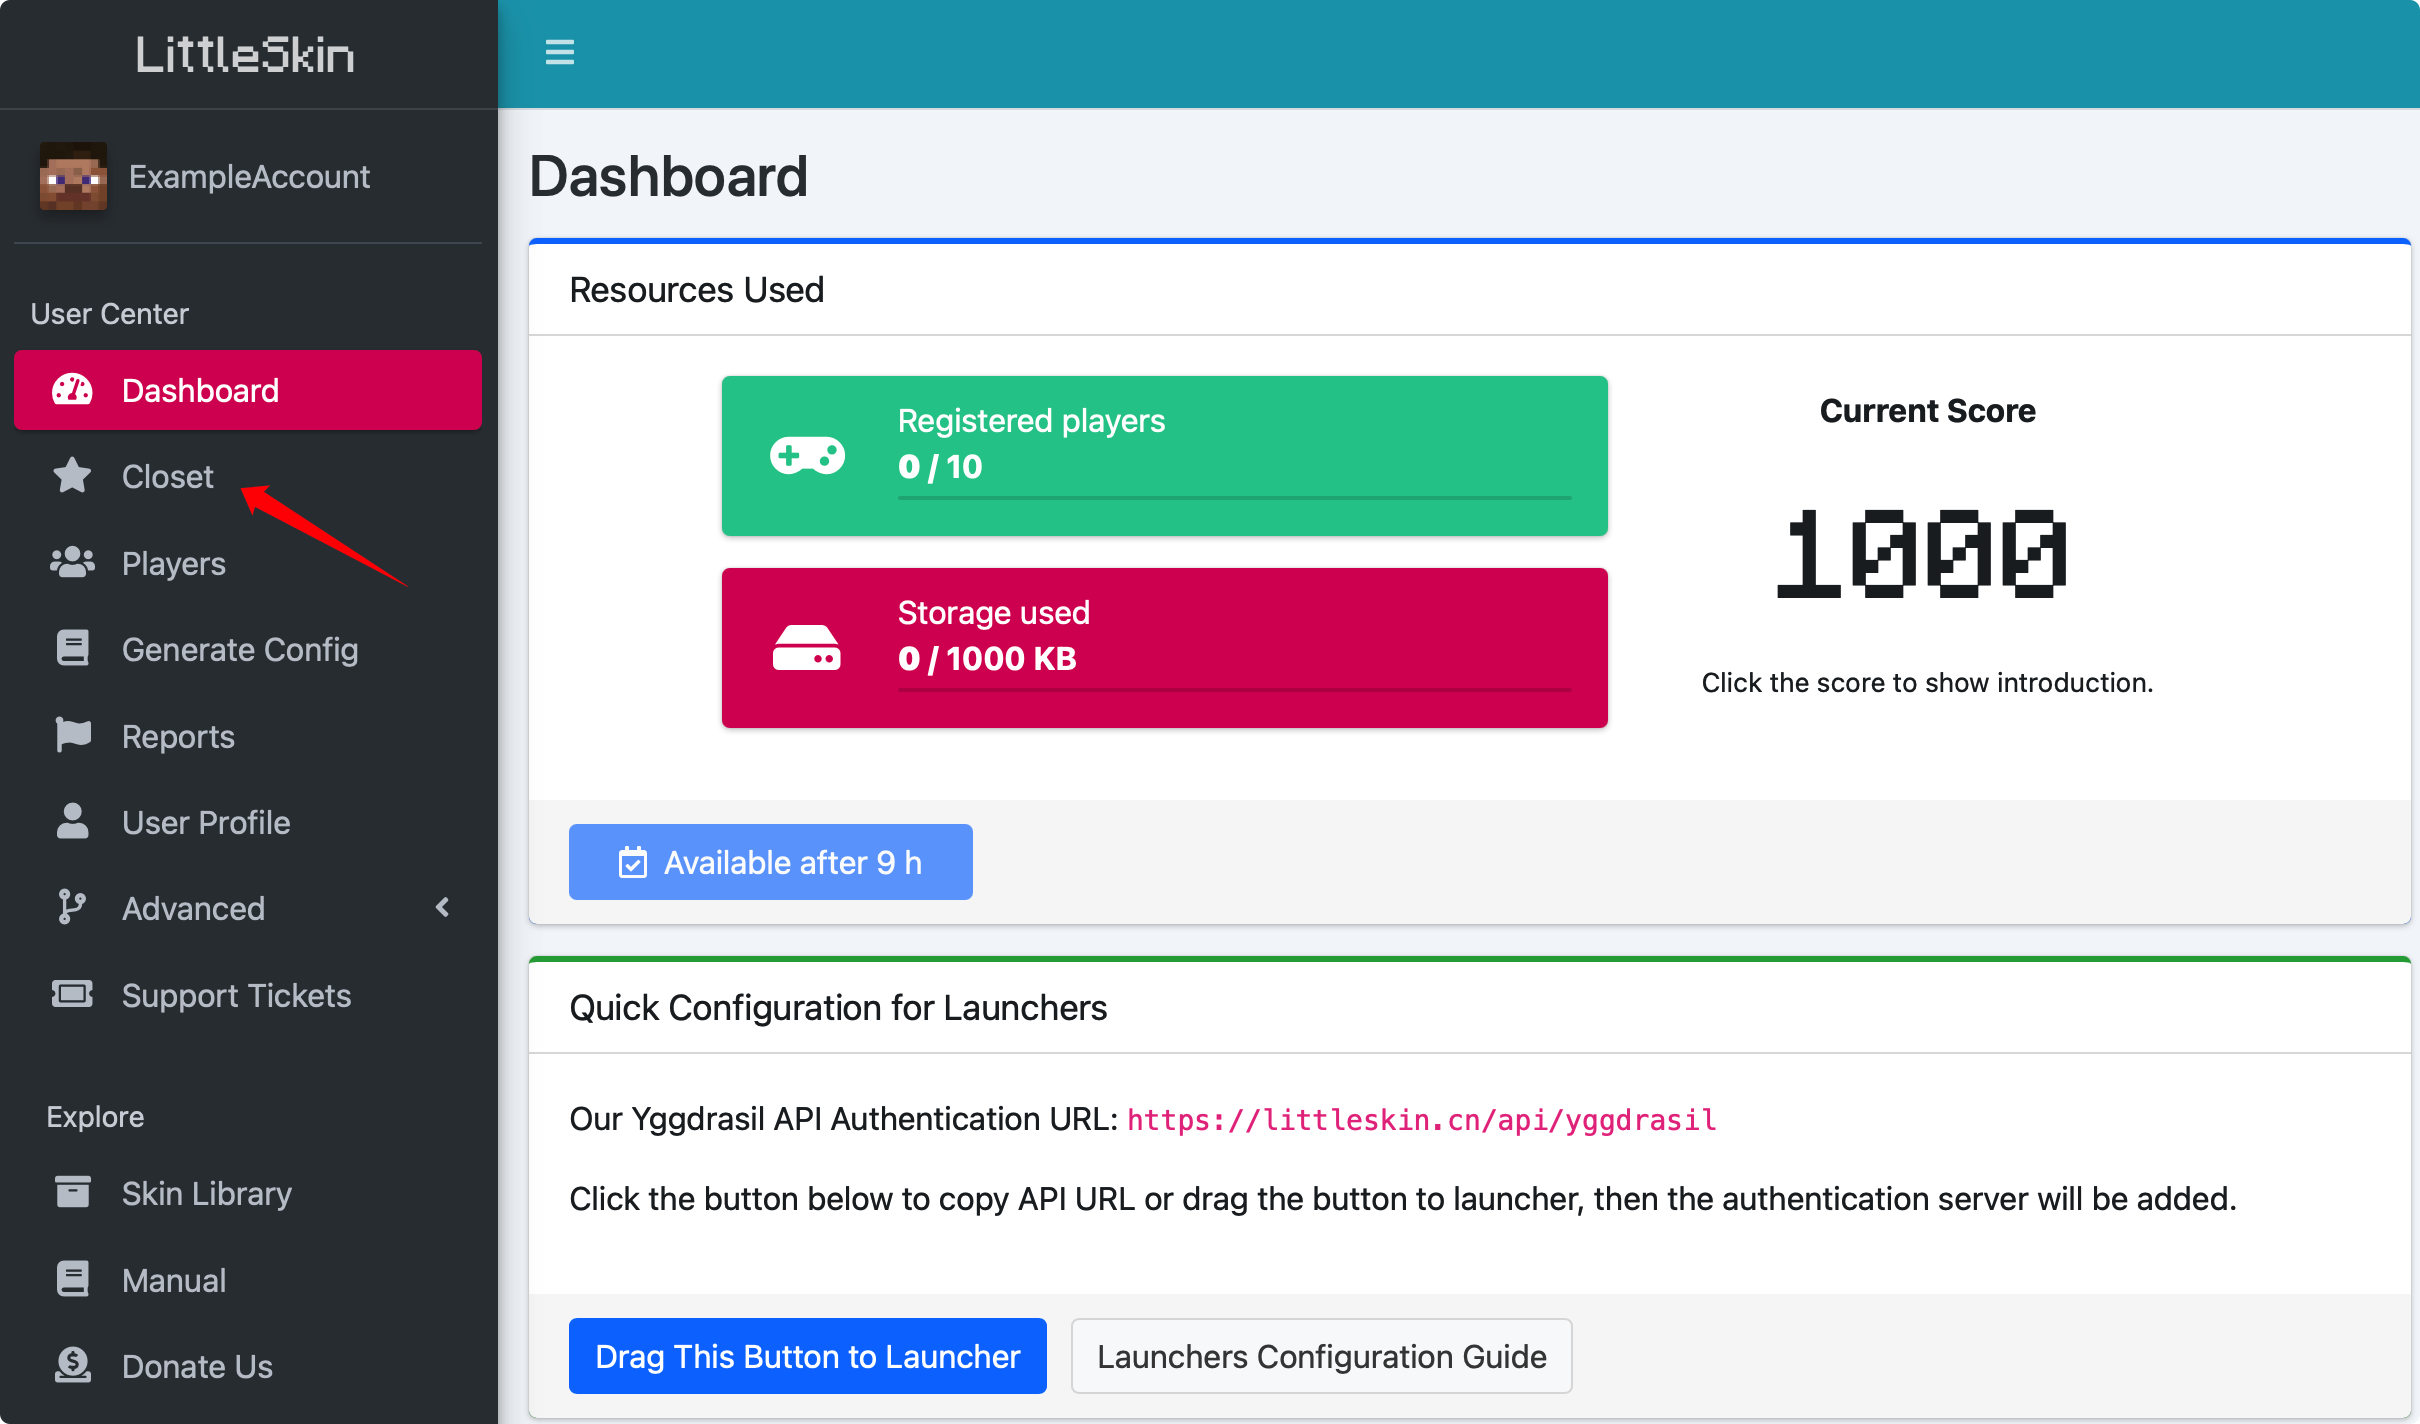 LittleSkin
ExampleAccount
User Center
Dashboard
Closet
Players
Generate Config
Reports
User Profile
Advanced
Support Tickets
Explore
Skin Library
Manual
Donate Us
Dashboard
Resources Used
Registered players
0 / 10
Storage used
0 / 1000 KB
Current Score
1000
Click the score to show introduction.
Available after 9 h
Quick Configuration for Launchers
Our Yggdrasil API Authentication URL: https://littleskin.cn/api/yggdrasil
Click the button below to copy API URL or drag the button to launcher, then the authentication server will be added.
Drag This Button to Launcher
Launchers Configuration Guide